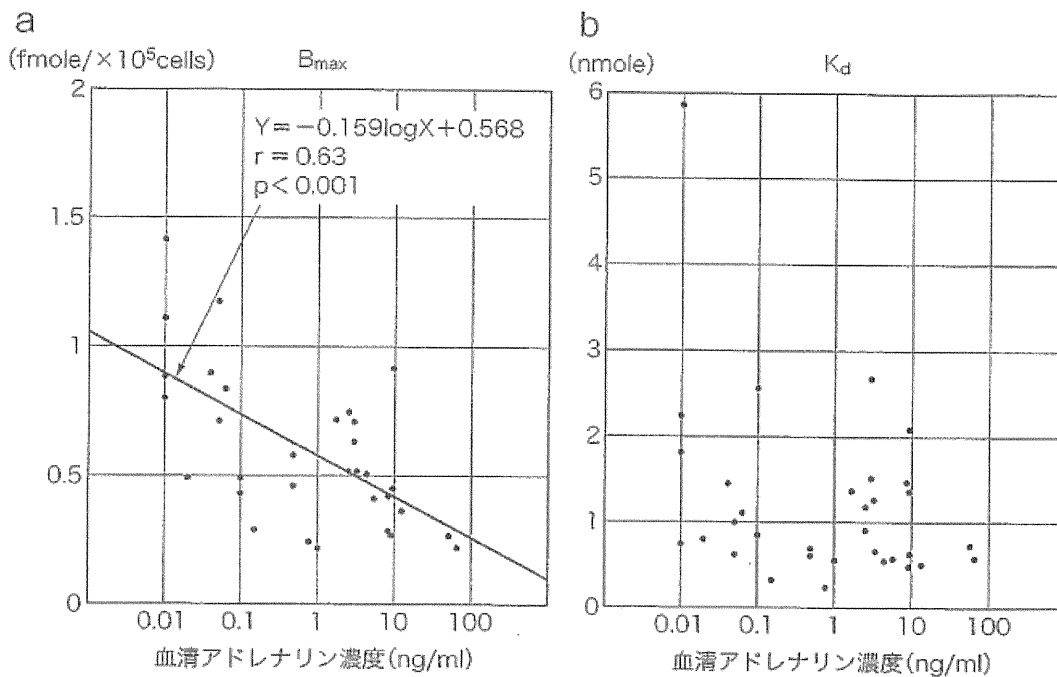 a
(fmole/×10⁵cells)
Bmax
2
1.5
1
0.5
0
Y=−0.159logX+0.568
r=0.63
p<0.001
0.01 0.1 1 10 100
血清アドレナリン濃度(ng/ml)
b
(nmole)
Kd
6
5
4
3
2
1
0
0.01 0.1 1 10 100
血清アドレナリン濃度(ng/ml)